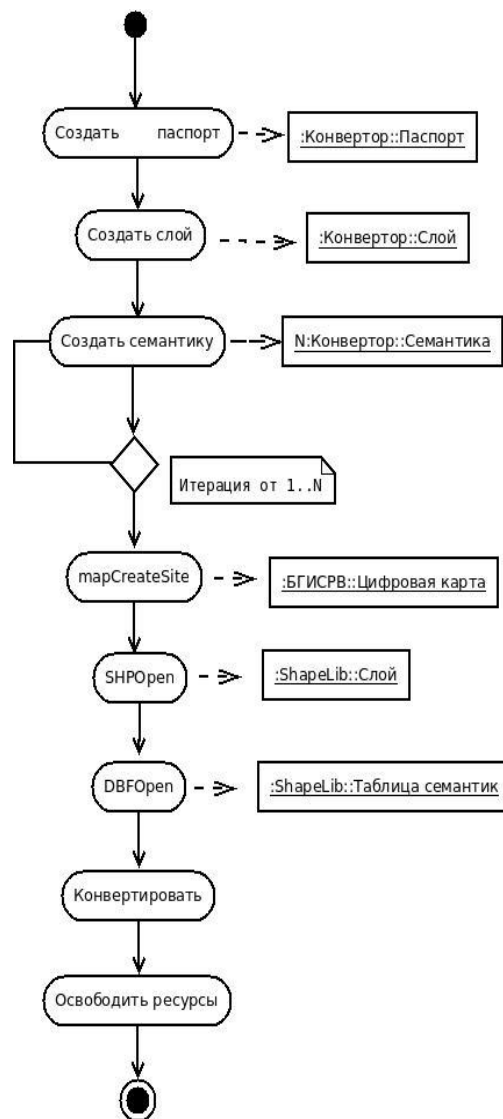 Создать паспорт
:Конвертор::Паспорт
Создать слой
:Конвертор::Слой
Создать семантику
N:Конвертор::Семантика
Итерация от 1..N
mapCreateSite
:БГИСРВ::Цифровая карта
SHPOpen
:ShapeLib::Слой
DBFOpen
:ShapeLib::Таблица семантик
Конвертировать
Освободить ресурсы